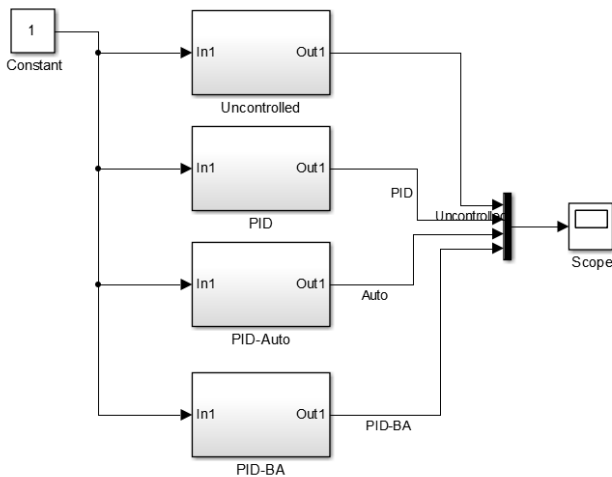 1
Constant
In1
Out1
Uncontrolled
In1
Out1
PID
PID
Uncontrolled
Scope
In1
Out1
PID-Auto
Auto
In1
Out1
PID-BA
PID-BA